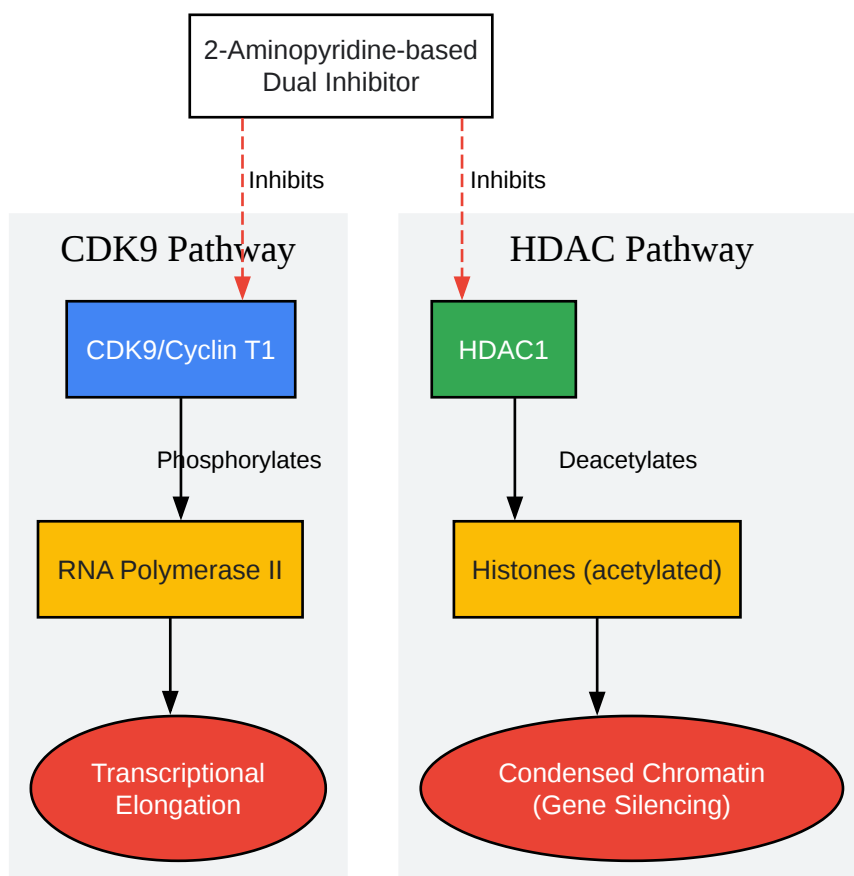 2-Aminopyridine-based
Dual Inhibitor
Inhibits
Inhibits
CDK9 Pathway
HDAC Pathway
CDK9/Cyclin T1
HDAC1
Phosphorylates
Deacetylates
RNA Polymerase II
Histones (acetylated)
Transcriptional
Elongation
Condensed Chromatin
(Gene Silencing)